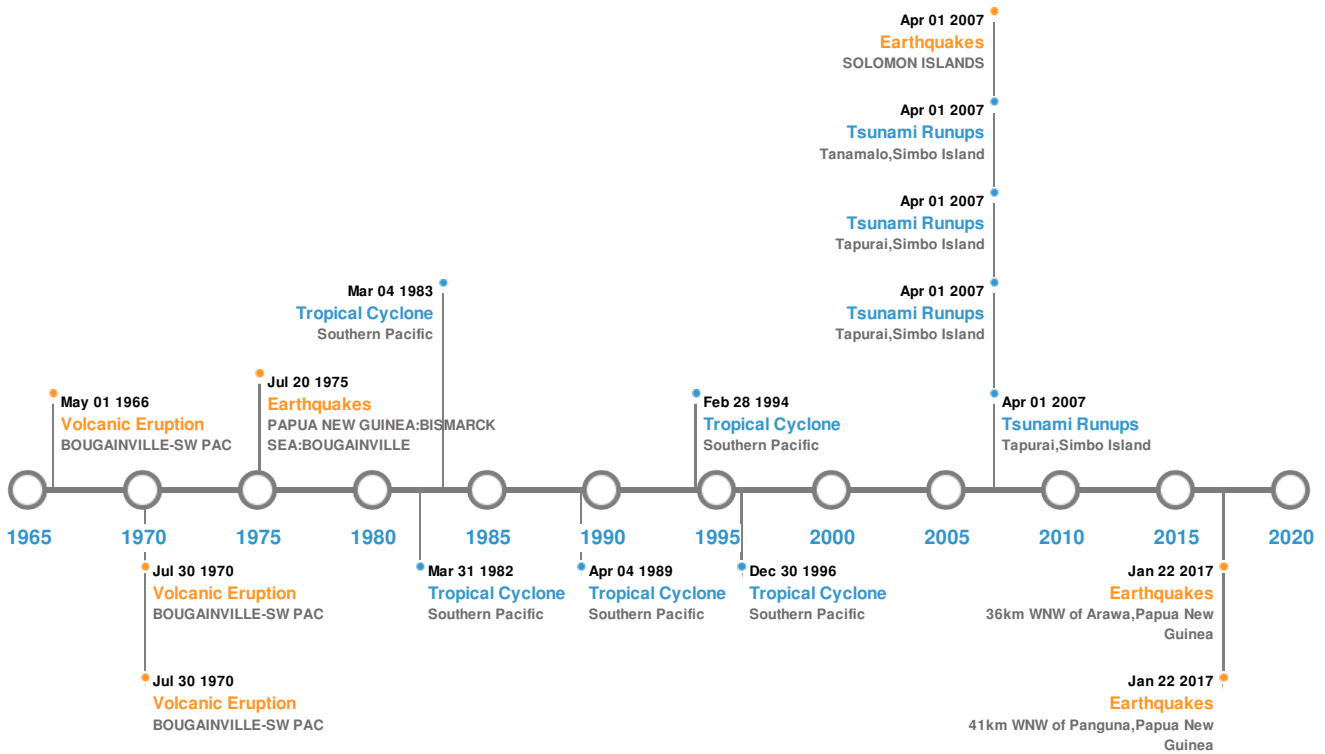 Apr 01 2007
Earthquakes
SOLOMON ISLANDS
Apr 01 2007
Tsunami Runups
Tanamalo,Simbo Island
Apr 01 2007
Tsunami Runups
Tapurai,Simbo Island
Apr 01 2007
Tsunami Runups
Tapurai,Simbo Island
Mar 04 1983
Tropical Cyclone
Southern Pacific
May 01 1966
Volcanic Eruption
BOUGAINVILLE-SW PAC
Jul 20 1975
Earthquakes
PAPUA NEW GUINEA:BISMARCK
SEA:BOUGAINVILLE
Feb 28 1994
Tropical Cyclone
Southern Pacific
Apr 01 2007
Tsunami Runups
Tapurai,Simbo Island
1965 1970 1975 1980 1985 1990 1995 2000 2005 2010 2015 2020
Jul 30 1970
Volcanic Eruption
BOUGAINVILLE-SW PAC
Mar 31 1982
Tropical Cyclone
Southern Pacific
Apr 04 1989
Tropical Cyclone
Southern Pacific
Dec 30 1996
Tropical Cyclone
Southern Pacific
Jan 22 2017
Earthquakes
36km WNW of Arawa,Papua New
Guinea
Jul 30 1970
Volcanic Eruption
BOUGAINVILLE-SW PAC
Jan 22 2017
Earthquakes
41km WNW of Panguna,Papua New
Guinea